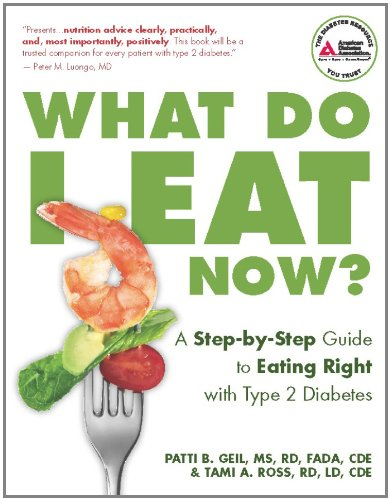 “Presents...nutrition advice clearly, practically,
and, most importantly, positively. This book will be a
trusted companion for every patient with type 2 diabetes.”
— Peter M. Luongo, MD
THE DIABETES RESOURCE
American
Diabetes
Association.
Cure • Care • Commitment
YOU TRUST
WHAT DO
I EAT
NOW?
A Step-by-Step Guide
to Eating Right
with Type 2 Diabetes
PATTI B. GEIL, MS, RD, FADA, CDE
& TAMI A. ROSS, RD, LD, CDE